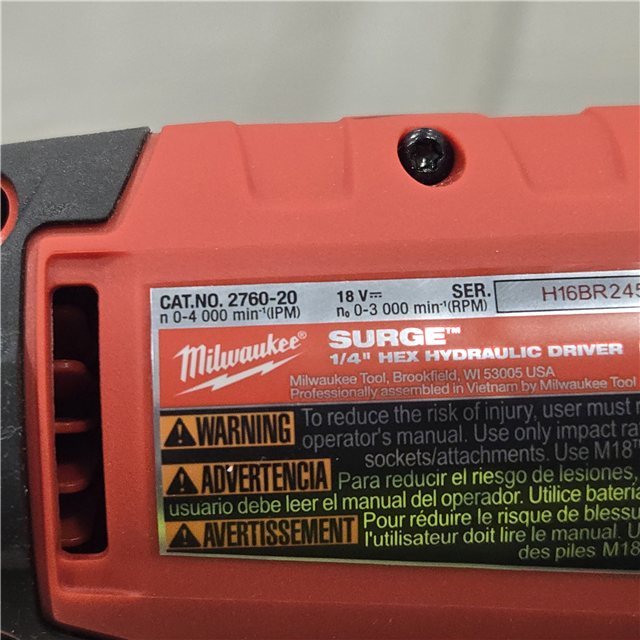 CAT.NO. 2760-20 18 V⎓ SER. H16BR245
n 0-4 000 min⁻¹(IPM) n₀ 0-3 000 min⁻¹(RPM)
Milwaukee®
SURGE™
1/4" HEX HYDRAULIC DRIVER
Milwaukee Tool, Brookfield, WI 53005 USA
Professionally assembled in Vietnam by Milwaukee Tool
WARNING To reduce the risk of injury, user must
operator's manual. Use only impact
sockets/attachments. Use M18
ADVERTENCIA Para reducir el riesgo de lesiones,
usuario debe leer el manual del operador. Utilice
AVERTISSEMENT Pour réduire le risque de
l'utilisateur doit lire le manuel.
des piles M18